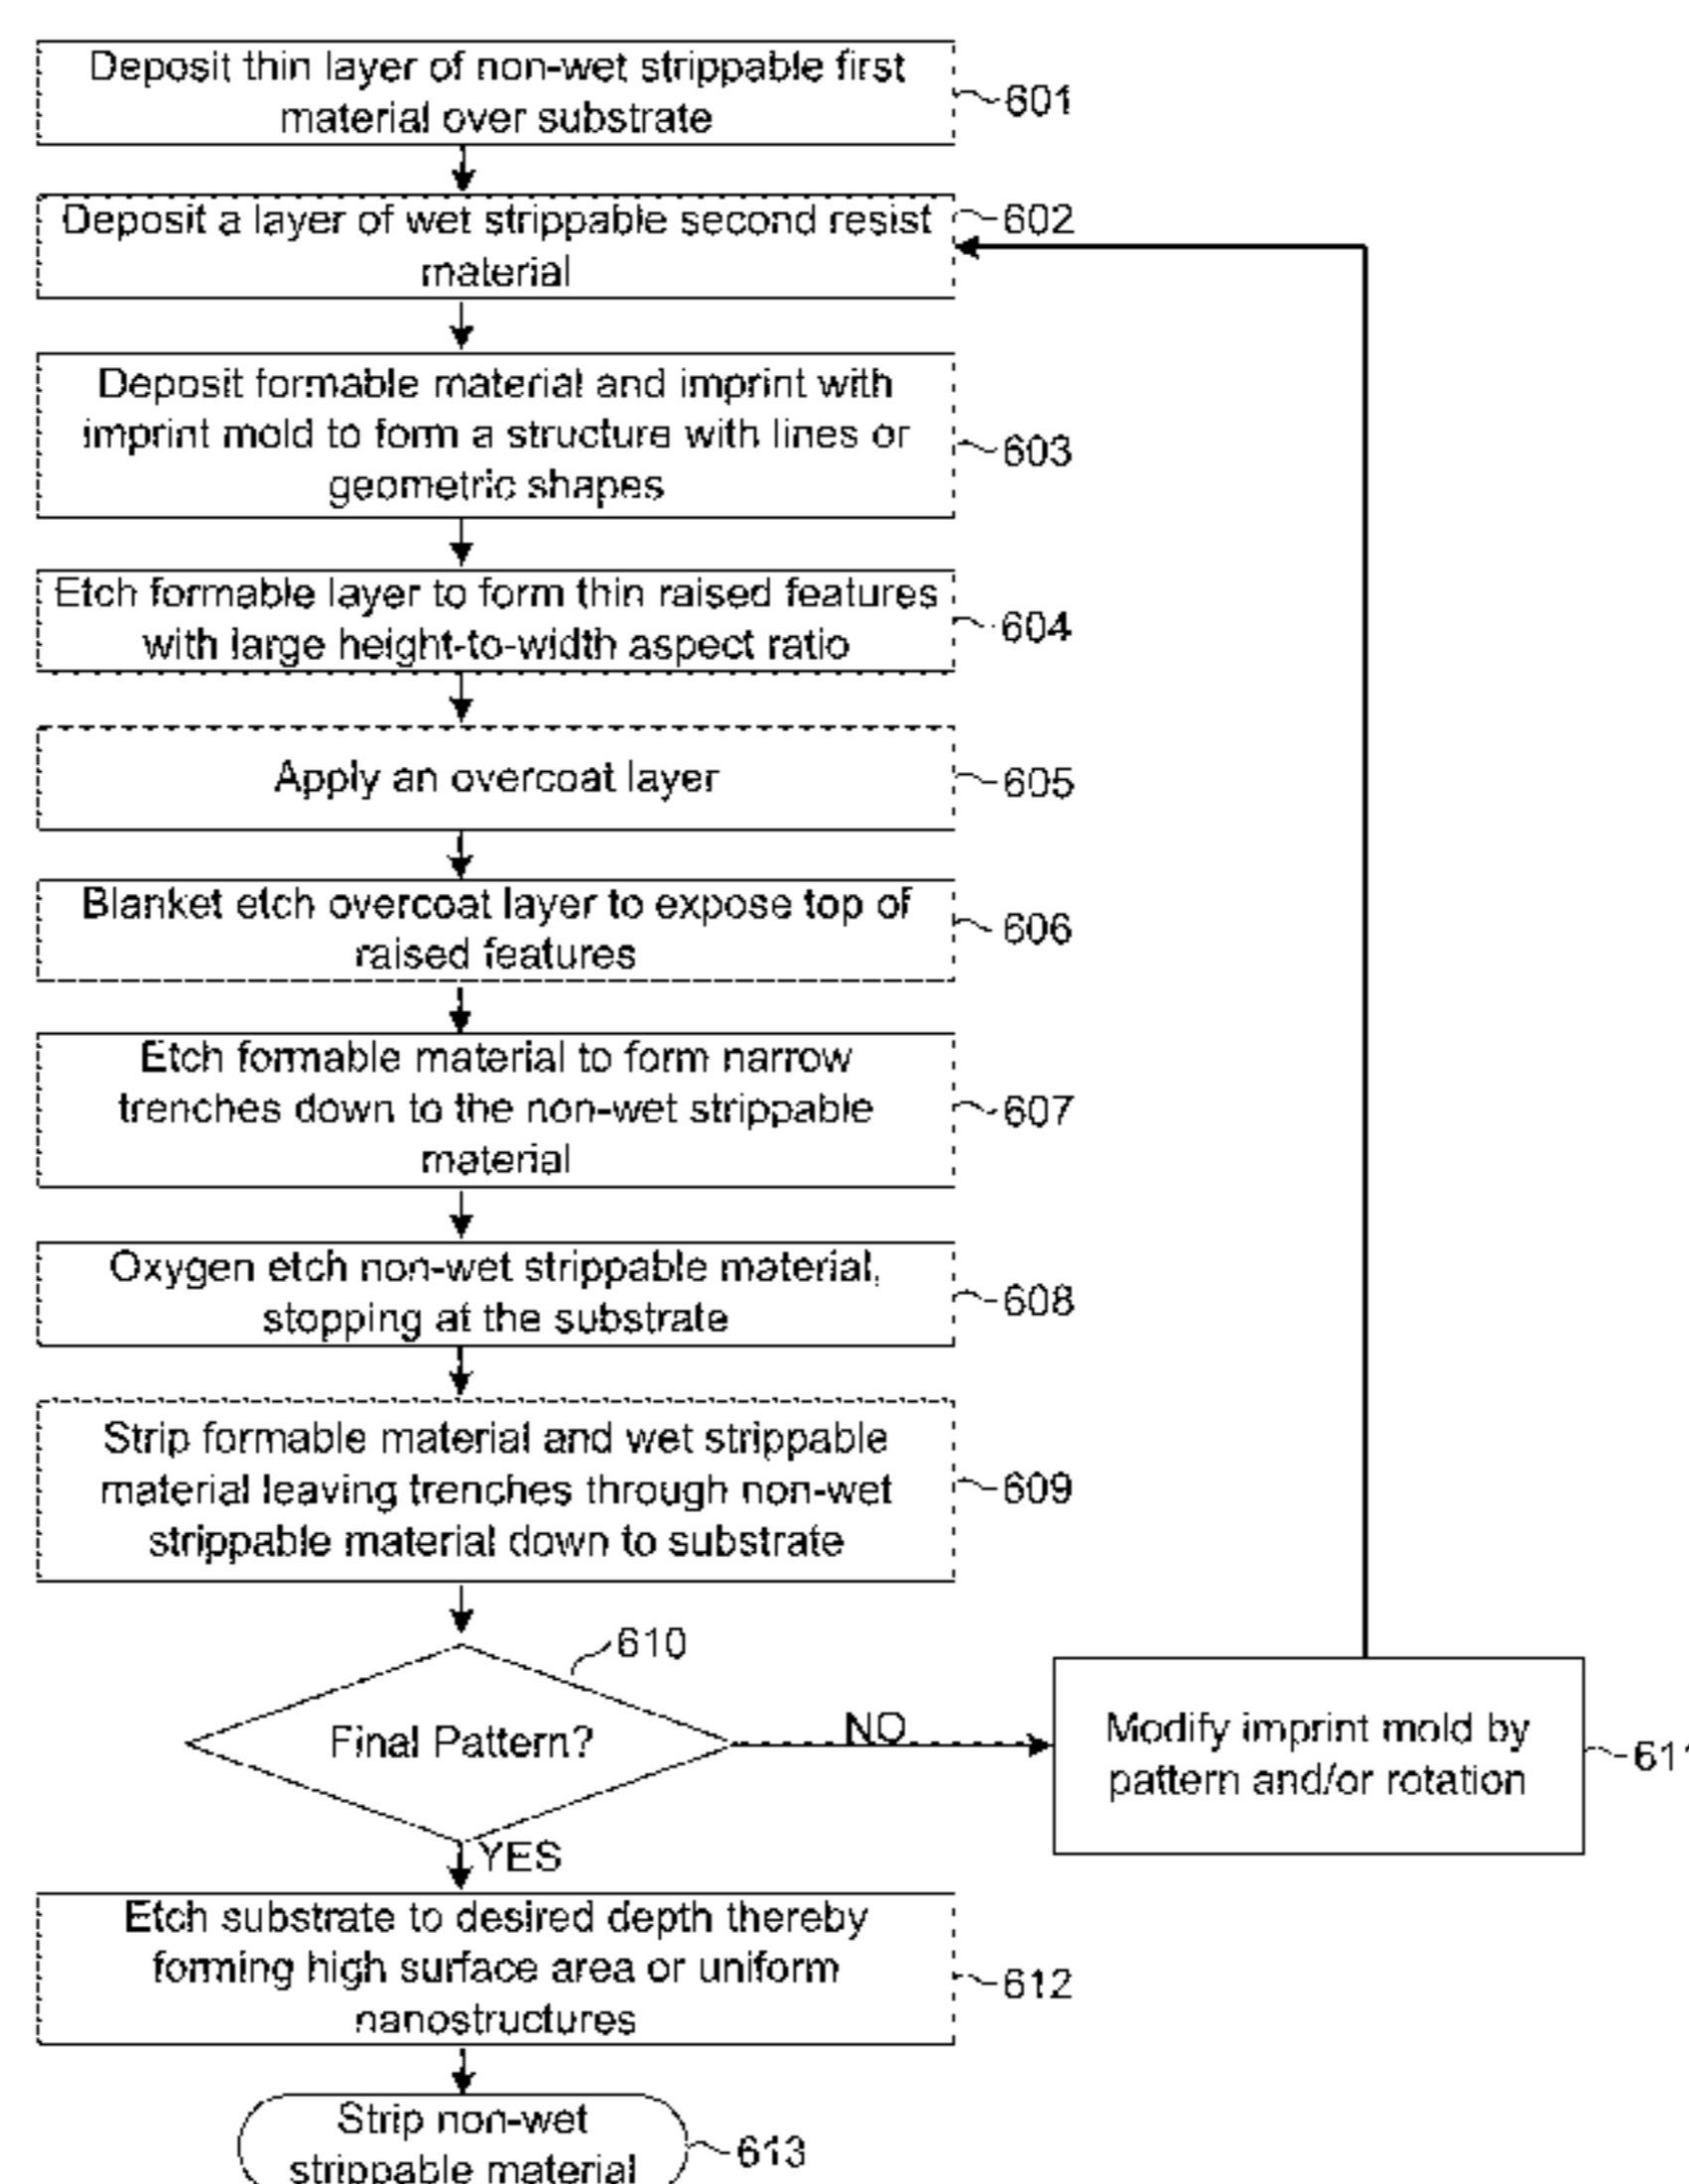 Deposit thin layer of non-wet strippable first
material over substrate
601
Deposit a layer of wet strippable second resist
material
602
Deposit formable material and imprint with
imprint mold to form a structure with lines or
geometric shapes
603
Etch formable layer to form thin raised features
with large height-to-width aspect ratio
604
Apply an overcoat layer
605
Blanket etch overcoat layer to expose top of
raised features
606
Etch formable material to form narrow
trenches down to the non-wet strippable
material
607
Oxygen etch non-wet strippable material,
stopping at the substrate
608
Strip formable material and wet strippable
material leaving trenches through non-wet
strippable material down to substrate
609
610
Final Pattern?
NO
Modify imprint mold by
pattern and/or rotation
611
YES
Etch substrate to desired depth thereby
forming high surface area or uniform
nanostructures
612
Strip non-wet
strippable material
613